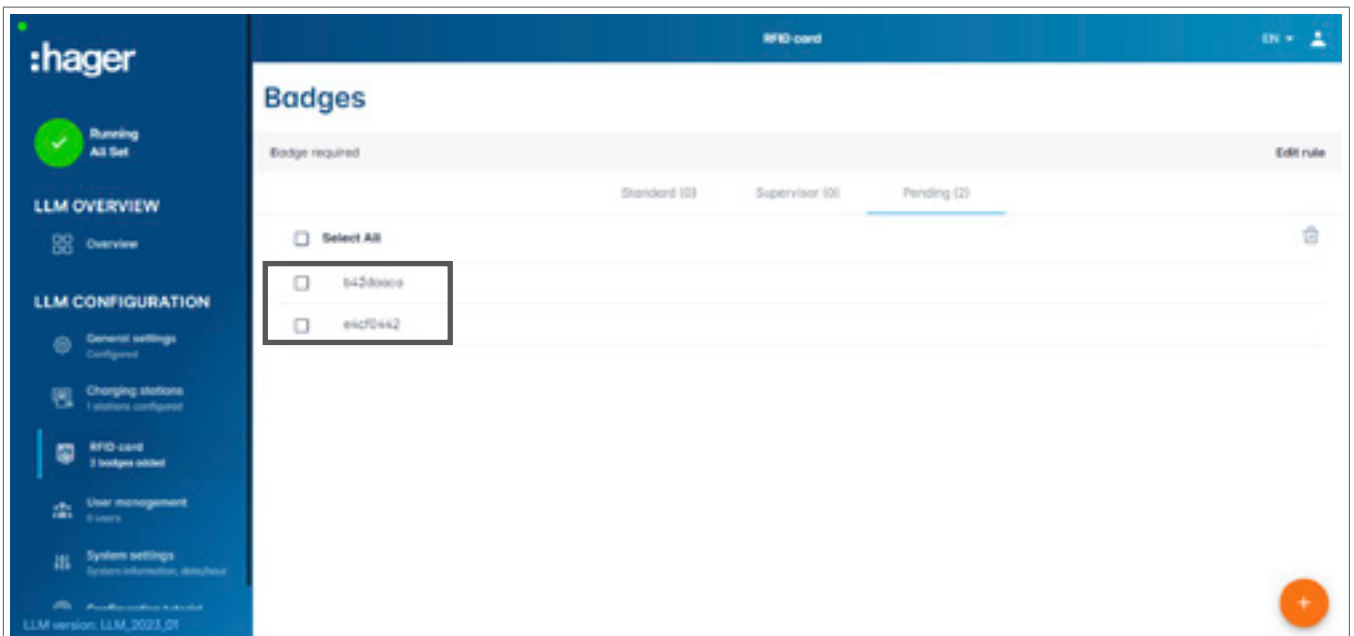 :hager
RFID-card
EN
Badges
Running
All Set
Badge required
Edit rule
Standard (0)
Supervisor (0)
Pending (2)
LLM OVERVIEW
Overview
Select All
e4cf0442
LLM CONFIGURATION
General settings
Configured
Charging stations
1 stations configured
RFID-card
2 badges added
User management
0 users
System settings
System information, date/hour
LLM version: LLM_2023_01